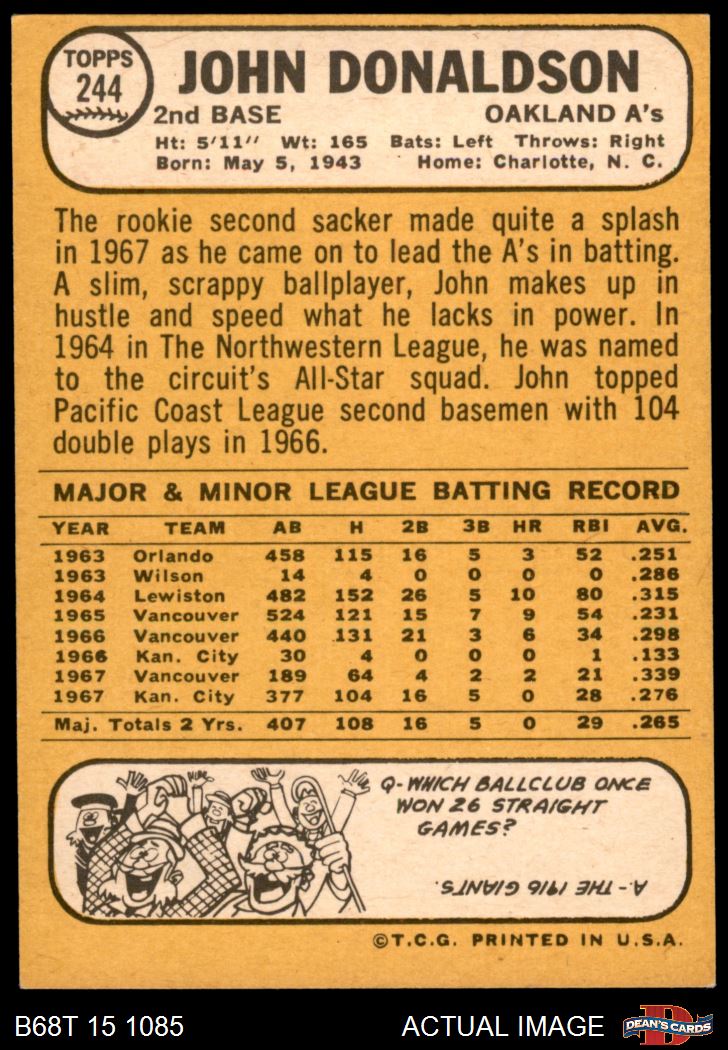 TOPPS
244
JOHN DONALDSON
2nd BASE OAKLAND A's
Ht: 5'11" Wt: 165 Bats: Left Throws: Right
Born: May 5, 1943 Home: Charlotte, N. C.
The rookie second sacker made quite a splash
in 1967 as he came on to lead the A's in batting.
A slim, scrappy ballplayer, John makes up in
hustle and speed what he lacks in power. In
1964 in The Northwestern League, he was named
to the circuit's All-Star squad. John topped
Pacific Coast League second basemen with 104
double plays in 1966.
MAJOR & MINOR LEAGUE BATTING RECORD
YEAR TEAM AB H 2B 3B HR RBI AVG.
1963 Orlando 458 115 16 5 3 52 .251
1963 Wilson 14 4 0 0 0 0 .286
1964 Lewiston 482 152 26 5 10 80 .315
1965 Vancouver 524 121 15 7 9 54 .231
1966 Vancouver 440 131 21 3 6 34 .298
1966 Kan. City 30 4 0 0 0 1 .133
1967 Vancouver 189 64 4 2 2 21 .339
1967 Kan. City 377 104 16 5 0 28 .276
Maj. Totals 2 Yrs. 407 108 16 5 0 29 .265
Q-WHICH BALLCLUB ONCE
WON 26 STRAIGHT
GAMES?
A-THE 1916 GIANTS.
©T.C.G. PRINTED IN U.S.A.
B68T 15 1085 ACTUAL IMAGE
D
DEAN'S CARDS